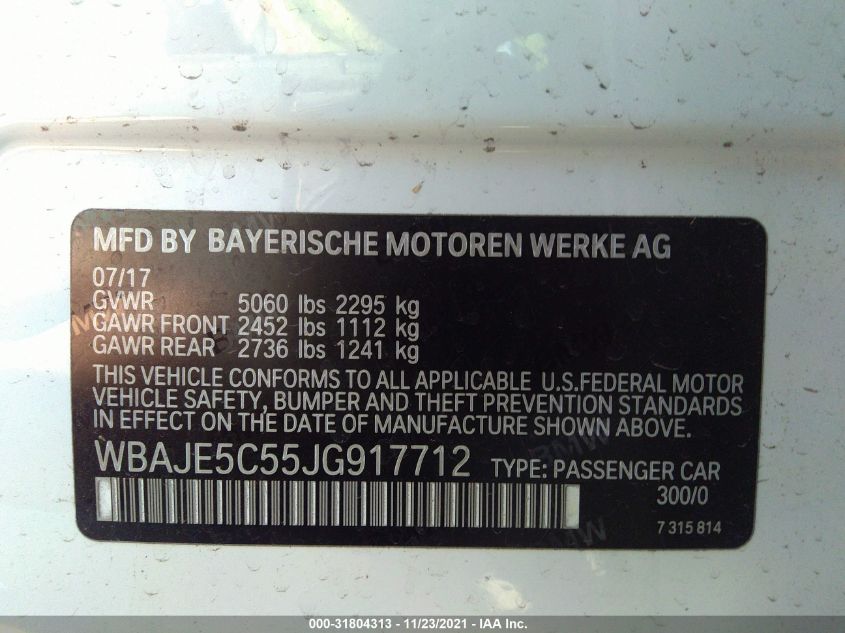 MFD BY BAYERISCHE MOTOREN WERKE AG
07/17
GVWR 5060 lbs 2295 kg
GAWR FRONT 2452 lbs 1112 kg
GAWR REAR 2736 lbs 1241 kg
THIS VEHICLE CONFORMS TO ALL APPLICABLE U.S.FEDERAL MOTOR
VEHICLE SAFETY, BUMPER AND THEFT PREVENTION STANDARDS
IN EFFECT ON THE DATE OF MANUFACTURE SHOWN ABOVE.
WBAJE5C55JG917712 TYPE: PASSENGER CAR
300/0
7 315 814
000-31804313 - 11/23/2021 - IAA Inc.